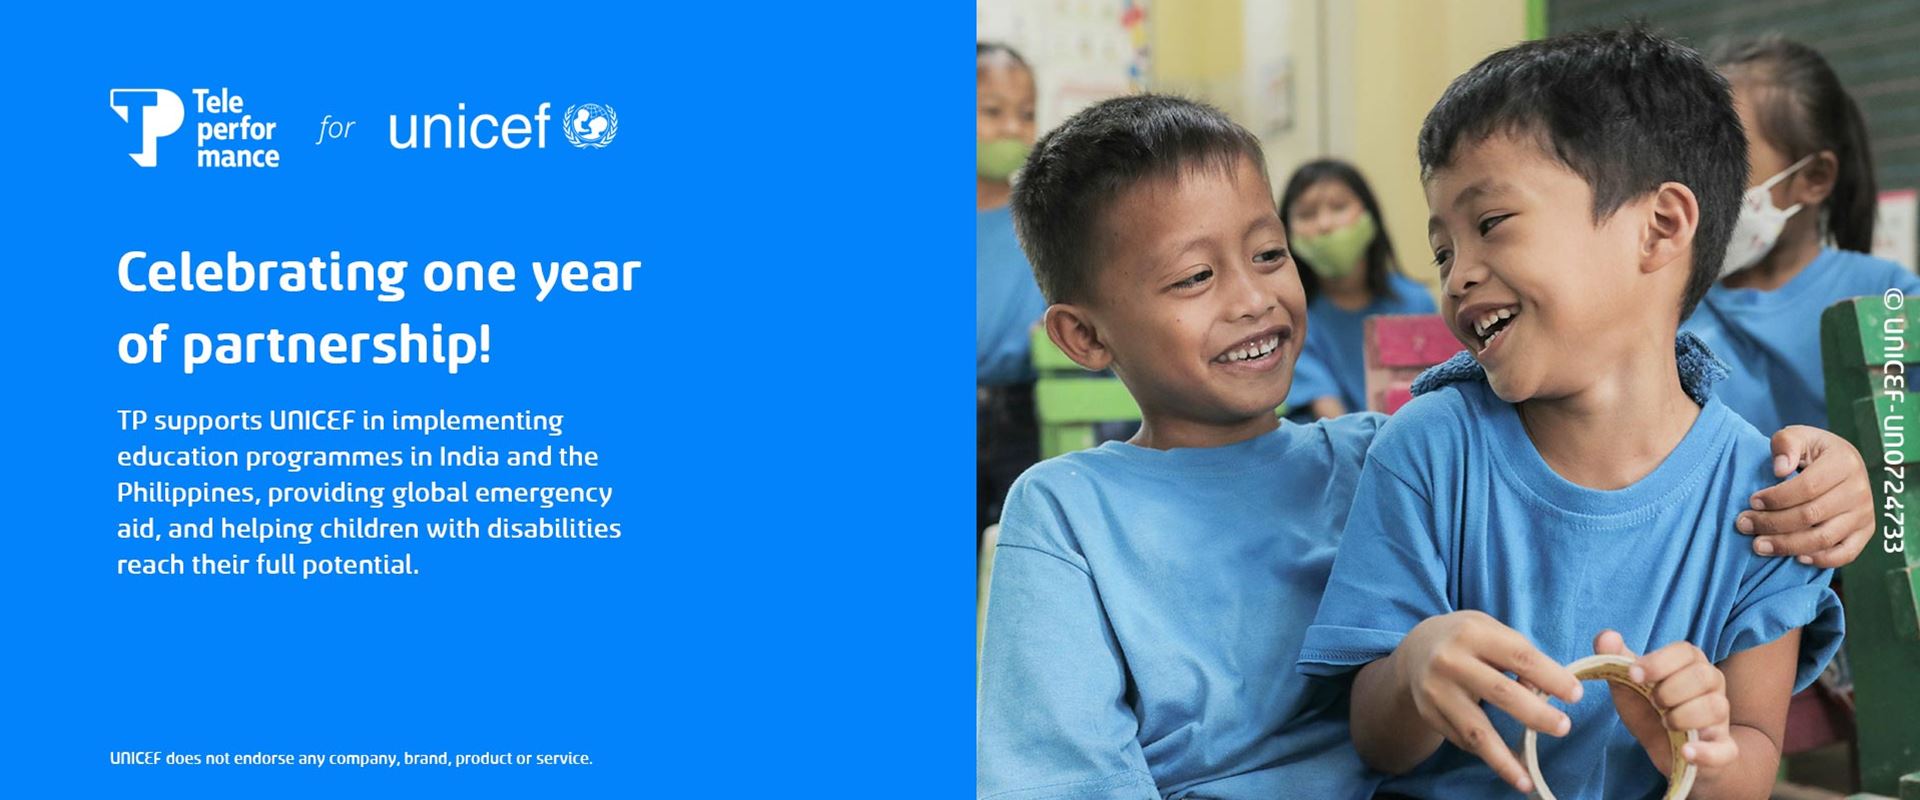 Tele
perfor
mance
for
unicef
Celebrating one year
of partnership!
TP supports UNICEF in implementing
education programmes in India and the
Philippines, providing global emergency
aid, and helping children with disabilities
reach their full potential.
UNICEF does not endorse any company, brand, product or service.
© UNICEF-UN0724733